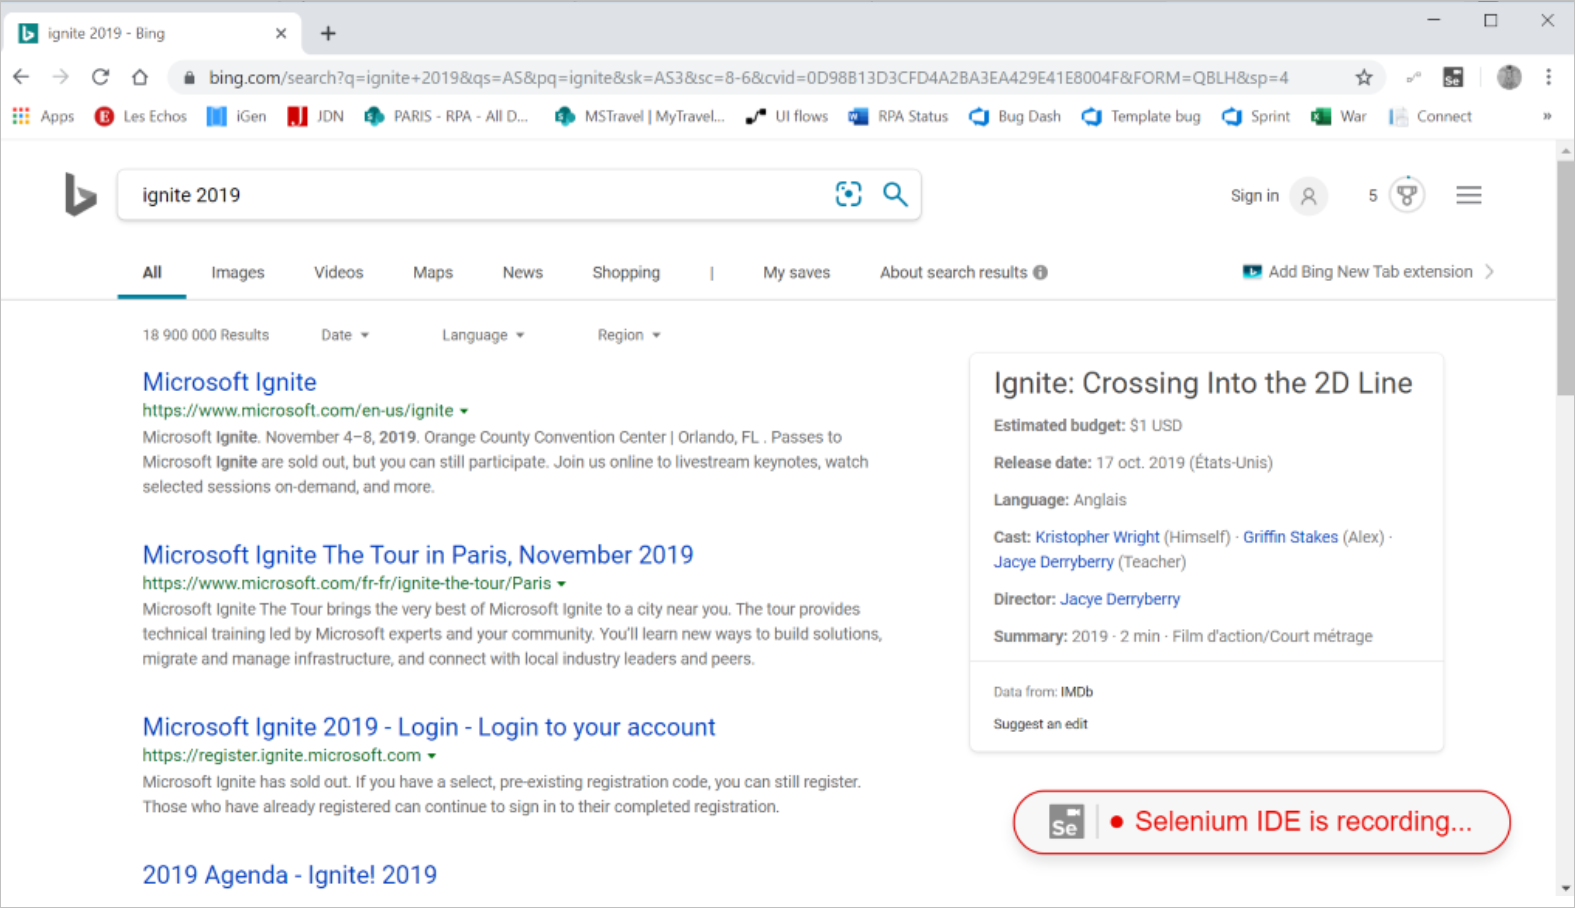 ignite 2019 - Bing
bing.com/search?q=ignite+2019&qs=AS&pq=ignite&sk=AS3&sc=8-6&cvid=0D98B13D3CFD4A2BA3EA429E41E8004F&FORM=QBLH&sp=4
Se
Apps Les Echos iGen JDN PARIS - RPA - All D... MSTravel | MyTravel... UI flows RPA Status Bug Dash Template bug Sprint War Connect »
ignite 2019 Sign in 5
All Images Videos Maps News Shopping | My saves About search results Add Bing New Tab extension
18 900 000 Results Date Language Region
Microsoft Ignite
https://www.microsoft.com/en-us/ignite
Microsoft Ignite. November 4–8, 2019. Orange County Convention Center | Orlando, FL . Passes to
Microsoft Ignite are sold out, but you can still participate. Join us online to livestream keynotes, watch
selected sessions on-demand, and more.
Microsoft Ignite The Tour in Paris, November 2019
https://www.microsoft.com/fr-fr/ignite-the-tour/Paris
Microsoft Ignite The Tour brings the very best of Microsoft Ignite to a city near you. The tour provides
technical training led by Microsoft experts and your community. You'll learn new ways to build solutions,
migrate and manage infrastructure, and connect with local industry leaders and peers.
Microsoft Ignite 2019 - Login - Login to your account
https://register.ignite.microsoft.com
Microsoft Ignite has sold out. If you have a select, pre-existing registration code, you can still register.
Those who have already registered can continue to sign in to their completed registration.
2019 Agenda - Ignite! 2019
Ignite: Crossing Into the 2D Line
Estimated budget: $1 USD
Release date: 17 oct. 2019 (États-Unis)
Language: Anglais
Cast: Kristopher Wright (Himself) · Griffin Stakes (Alex) ·
Jacye Derryberry (Teacher)
Director: Jacye Derryberry
Summary: 2019 · 2 min · Film d'action/Court métrage
Data from: IMDb
Suggest an edit
Se Selenium IDE is recording...